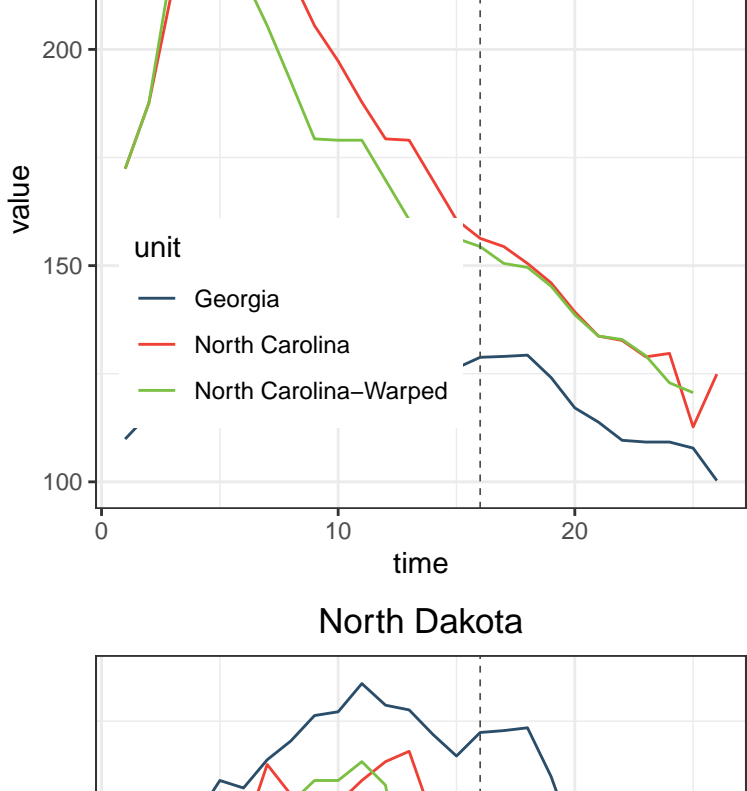 200
value
unit
150
Georgia
North Carolina
North Carolina−Warped
100
0 10 20
time
North Dakota